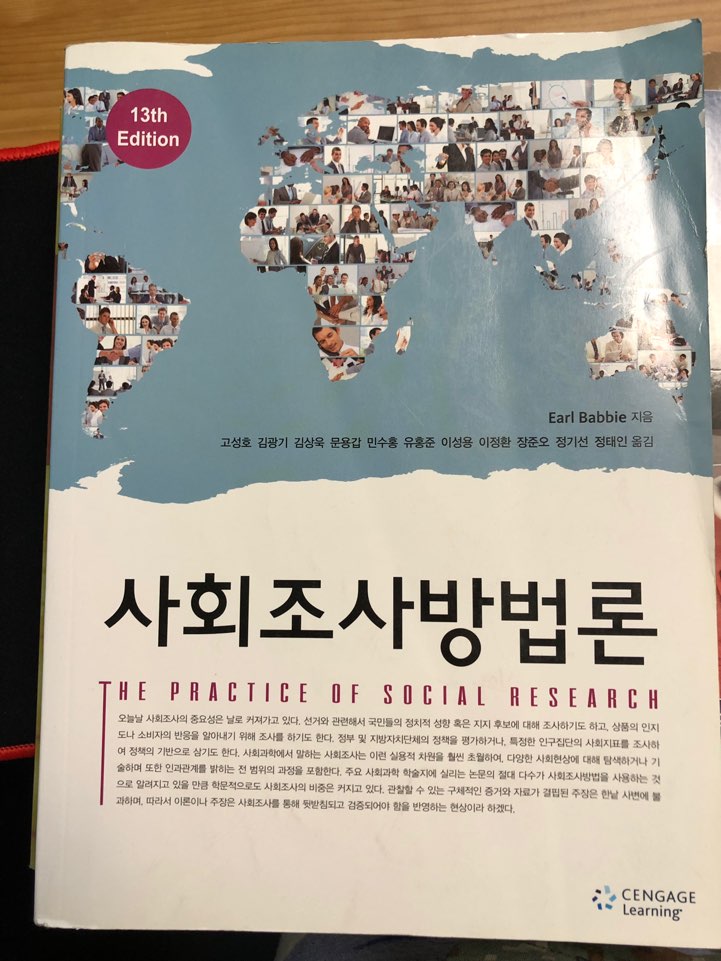 13th
Edition
Earl Babbie 지음
고성호 김광기 김상욱 문용갑 민수홍 유홍준 이성용 이정환 장준오 정기선 정태인 옮김
사회조사방법론
THE PRACTICE OF SOCIAL RESEARCH
오늘날 사회조사의 중요성은 날로 커져가고 있다. 선거와 관련해서 국민들의 정치적 성향 혹은 지지 후보에 대해 조사하기도 하고, 상품의 인지
도나 소비자의 반응을 알아내기 위해 조사를 하기도 한다. 정부 및 지방자치단체의 정책을 평가하거나, 특정한 인구집단의 사회지표를 조사하
여 정책의 기반으로 삼기도 한다. 사회과학에서 말하는 사회조사는 이런 실용적 차원을 훨씬 초월하여, 다양한 사회현상에 대해 탐색하거나 기
술하며 또한 인과관계를 밝히는 전 범위의 과정을 포함한다. 주요 사회과학 학술지에 실리는 논문의 절대 다수가 사회조사방법을 사용하는 것
으로 알려지고 있을 만큼 학문적으로도 사회조사의 비중은 커지고 있다. 관찰할 수 있는 구체적인 증거와 자료가 결핍된 주장은 한낱 사변에 불
과하며, 따라서 이론이나 주장은 사회조사를 통해 뒷받침되고 검증되어야 함을 반영하는 현상이라 하겠다.
CENGAGE
Learning